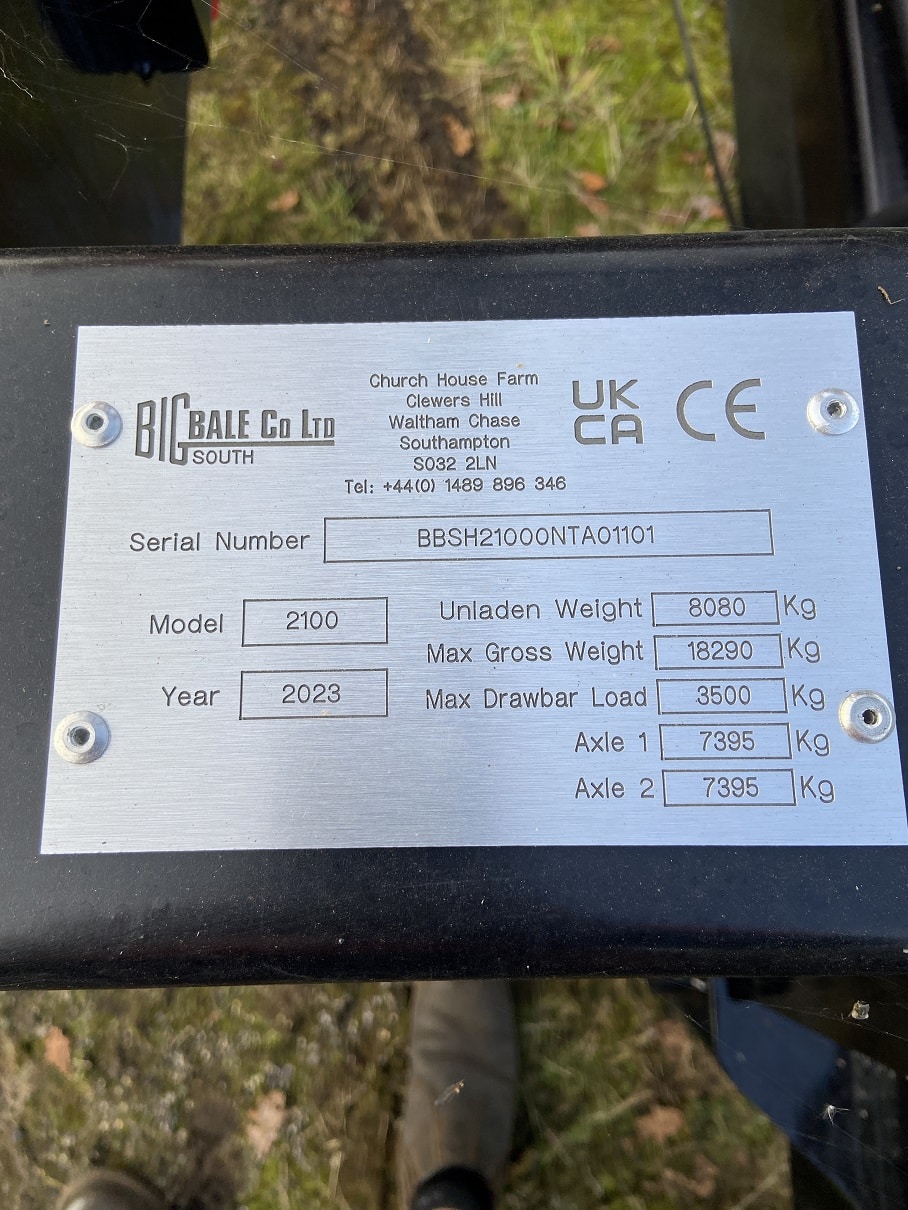 BIG BALE Co LTD
SOUTH
Church House Farm
Clewers Hill
Waltham Chase
Southampton
SO32 2LN
Tel: +44(0) 1489 896 346
UK
CA
CE
Serial Number BBSH21000NTA01101
Model 2100
Year 2023
Unladen Weight 8080 Kg
Max Gross Weight 18290 Kg
Max Drawbar Load 3500 Kg
Axle 1 7395 Kg
Axle 2 7395 Kg